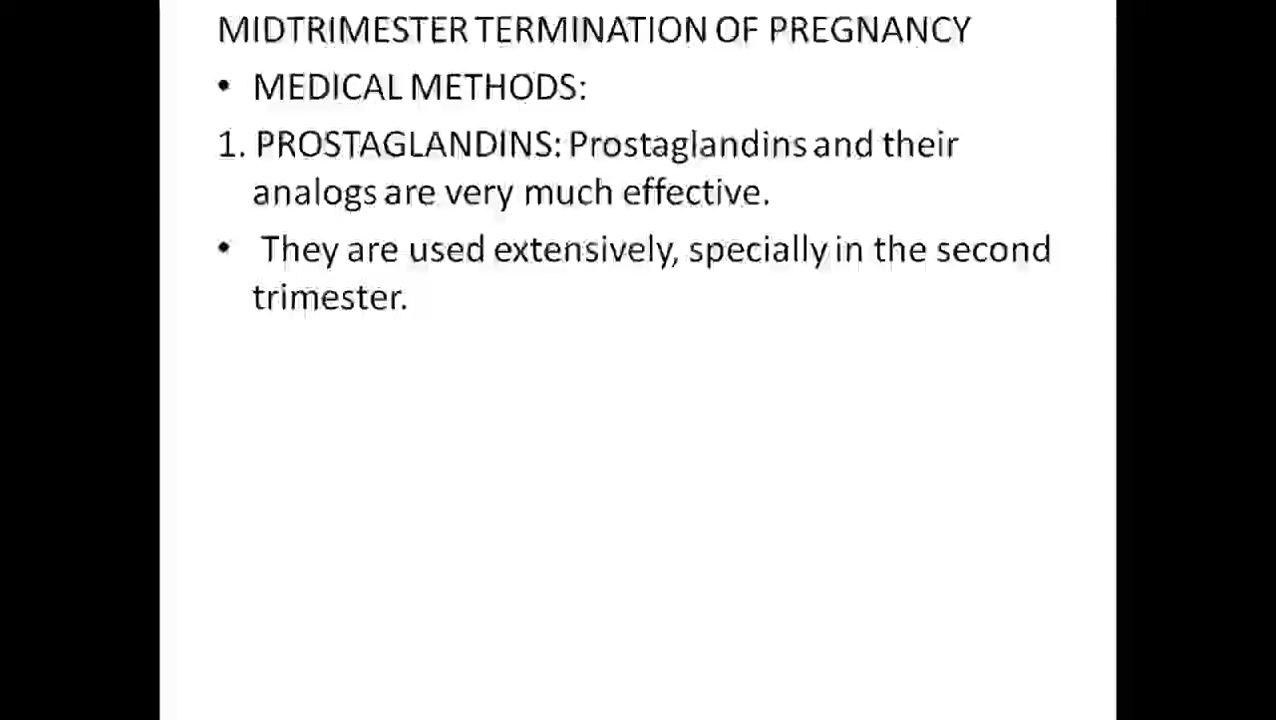 MIDTRIMESTER TERMINATION OF PREGNANCY
• MEDICAL METHODS:
1. PROSTAGLANDINS: Prostaglandins and their
analogs are very much effective.
• They are used extensively, specially in the second
trimester.